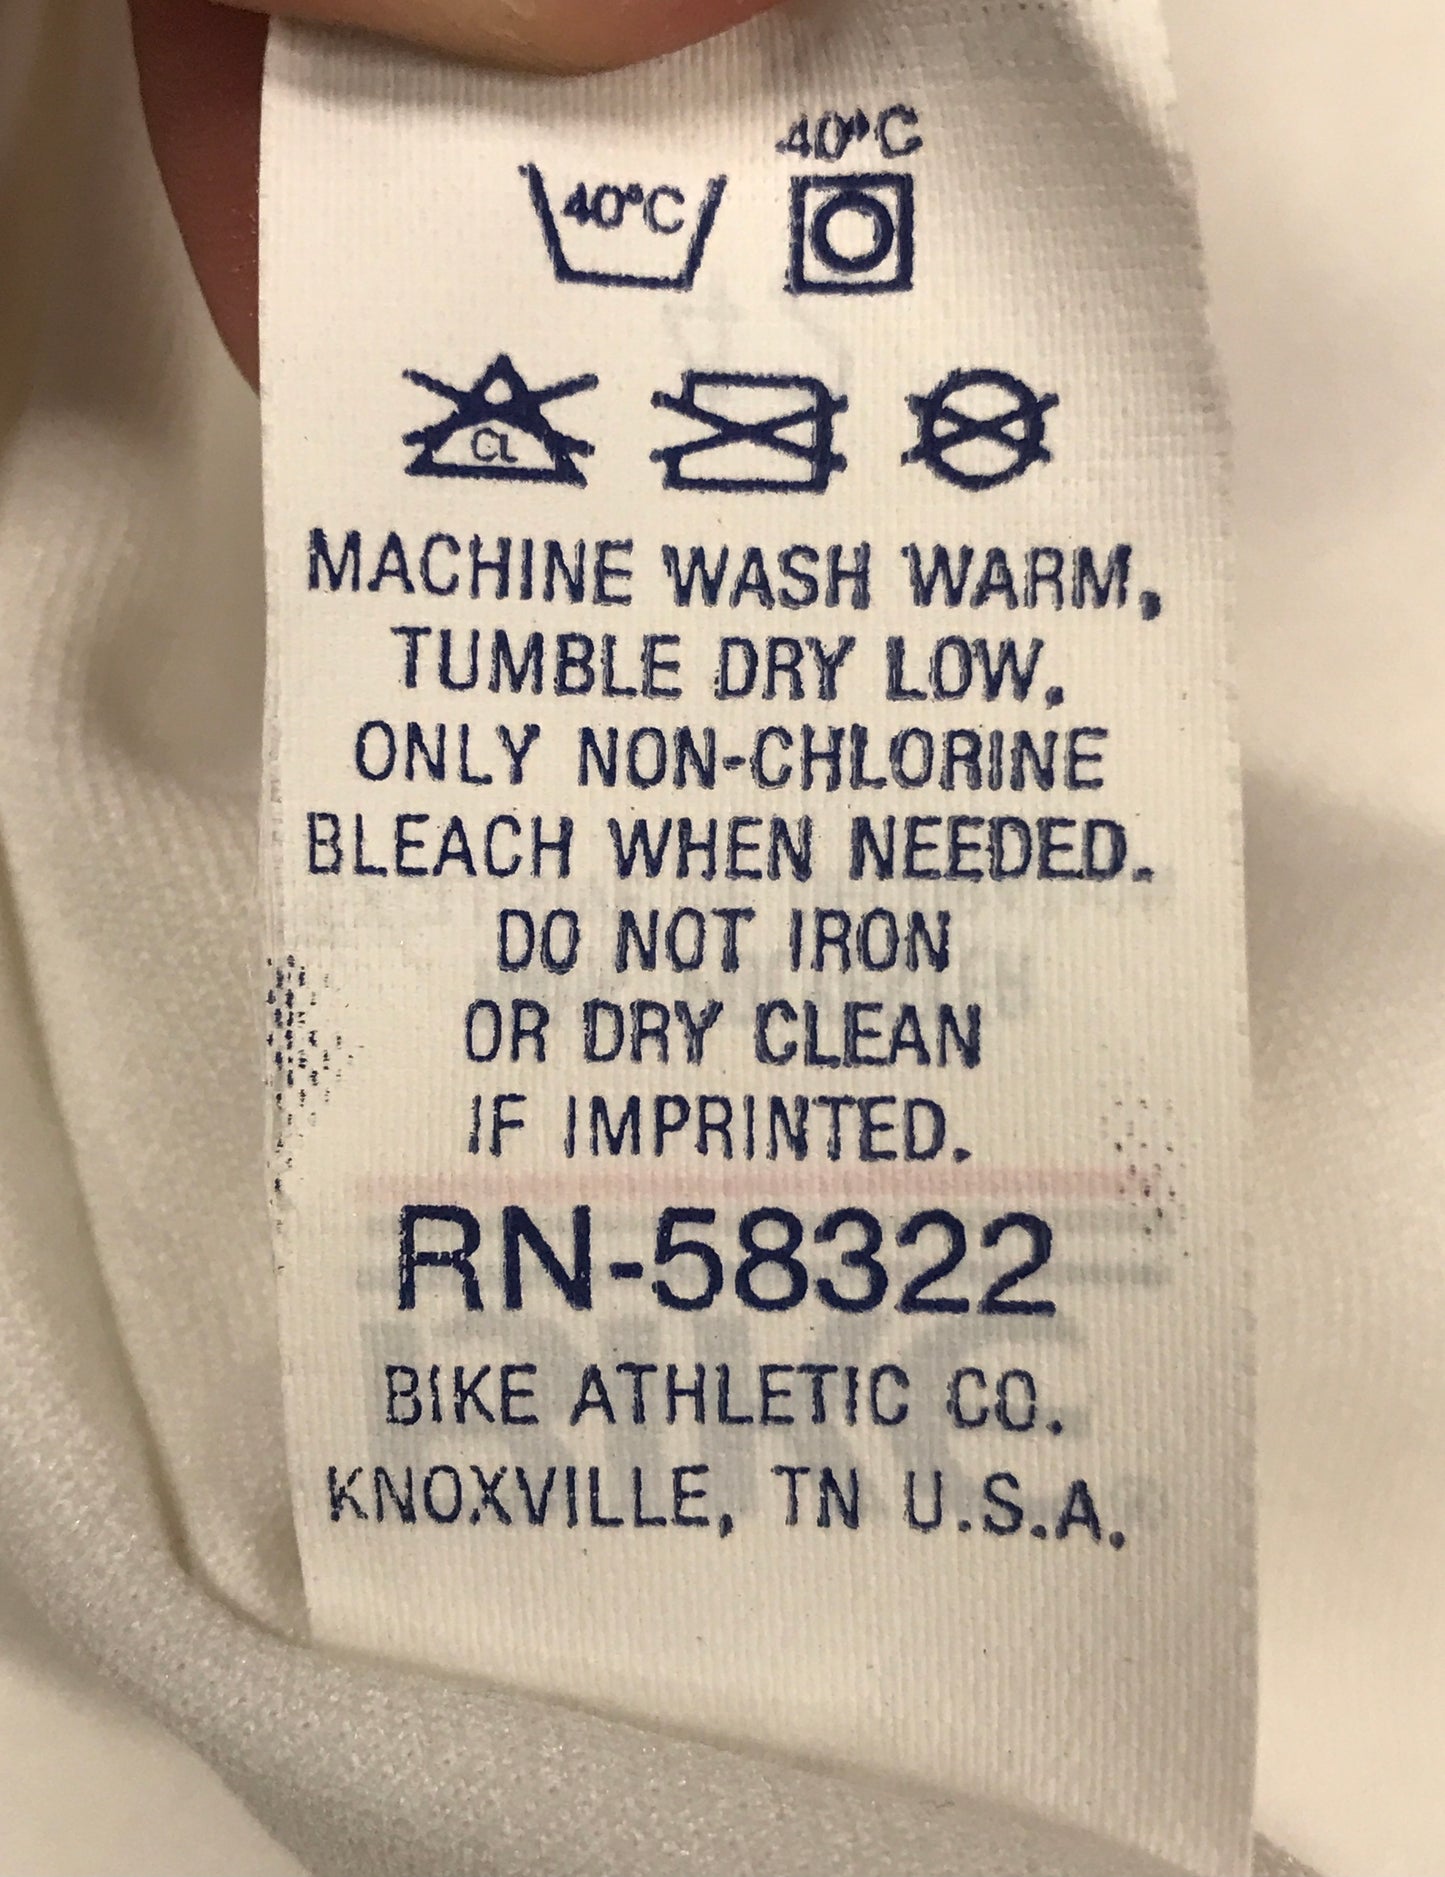 40°C
40°C
CL
MACHINE WASH WARM,
TUMBLE DRY LOW.
ONLY NON-CHLORINE
BLEACH WHEN NEEDED.
DO NOT IRON
OR DRY CLEAN
IF IMPRINTED.
RN-58322
BIKE ATHLETIC CO.
KNOXVILLE, TN U.S.A.